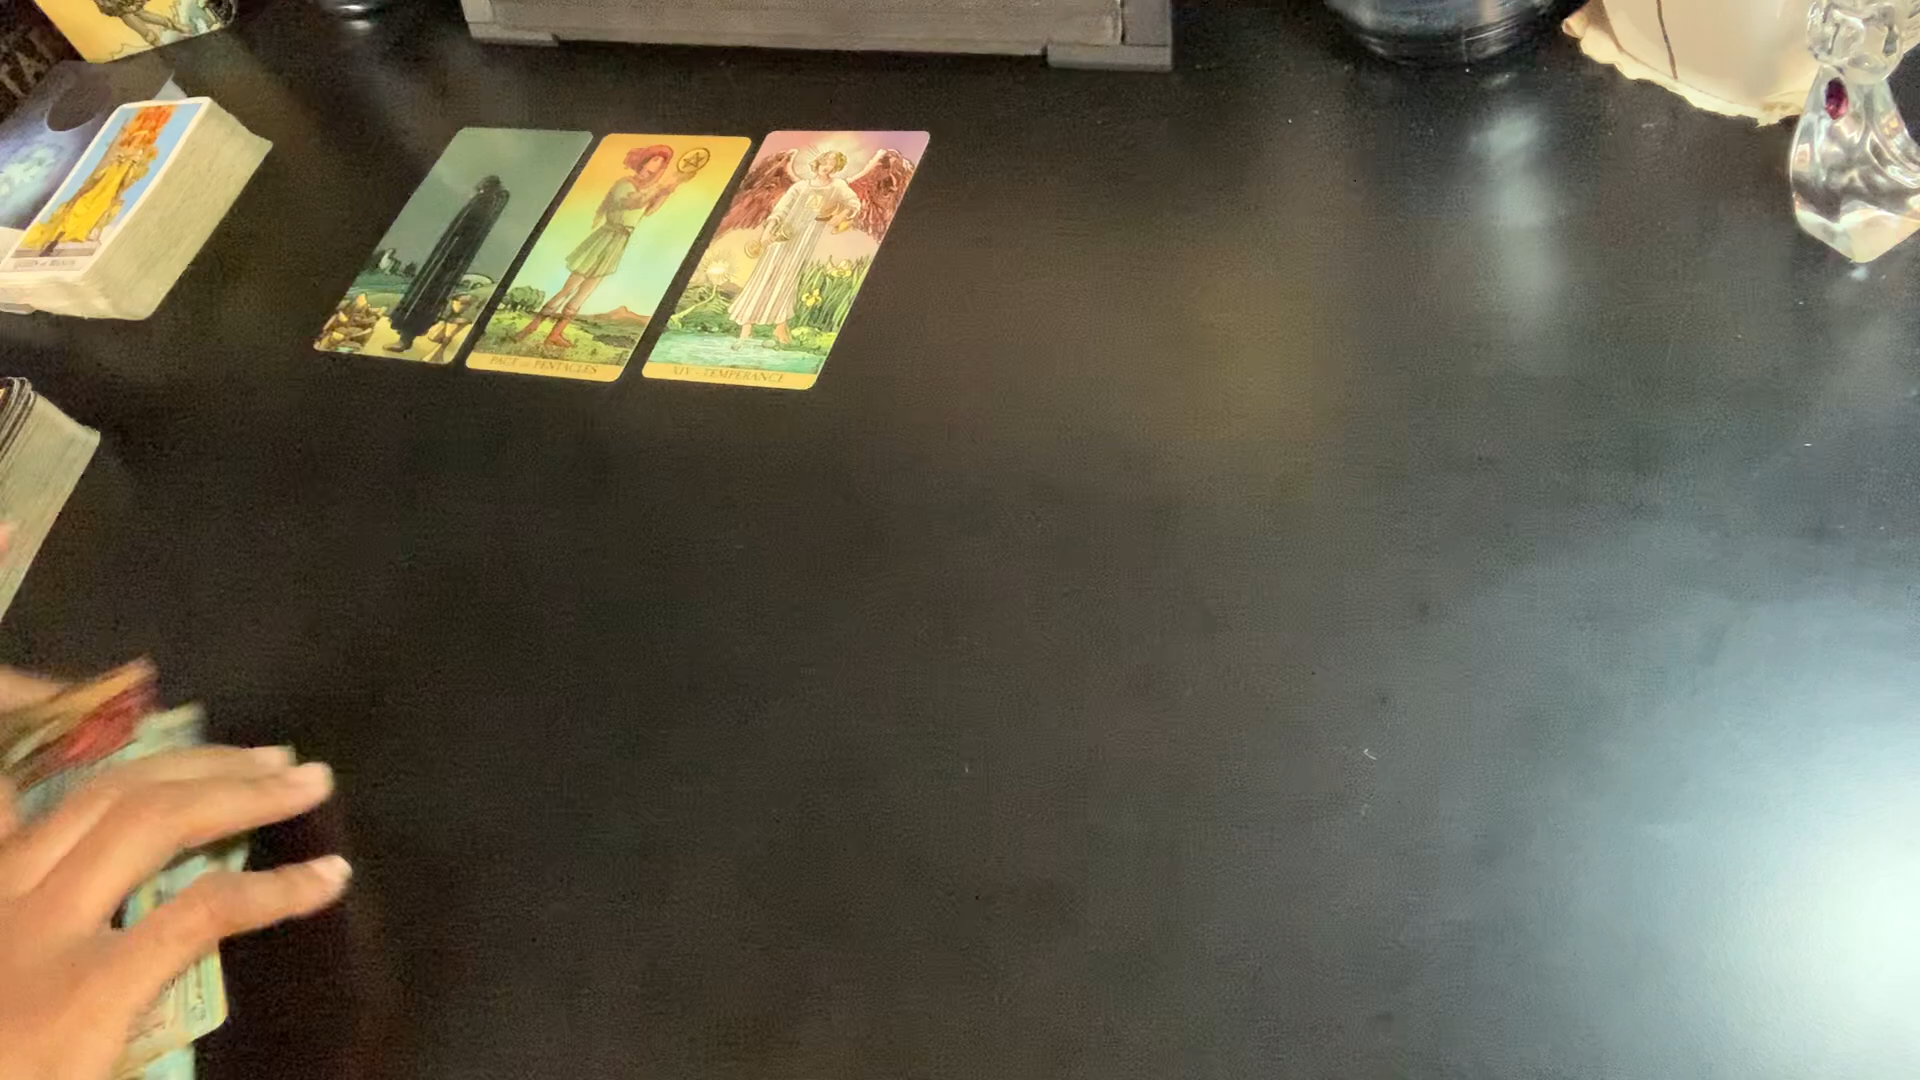 QUEEN of WANDS
PAGE of PENTACLES
XIV - TEMPERANCE